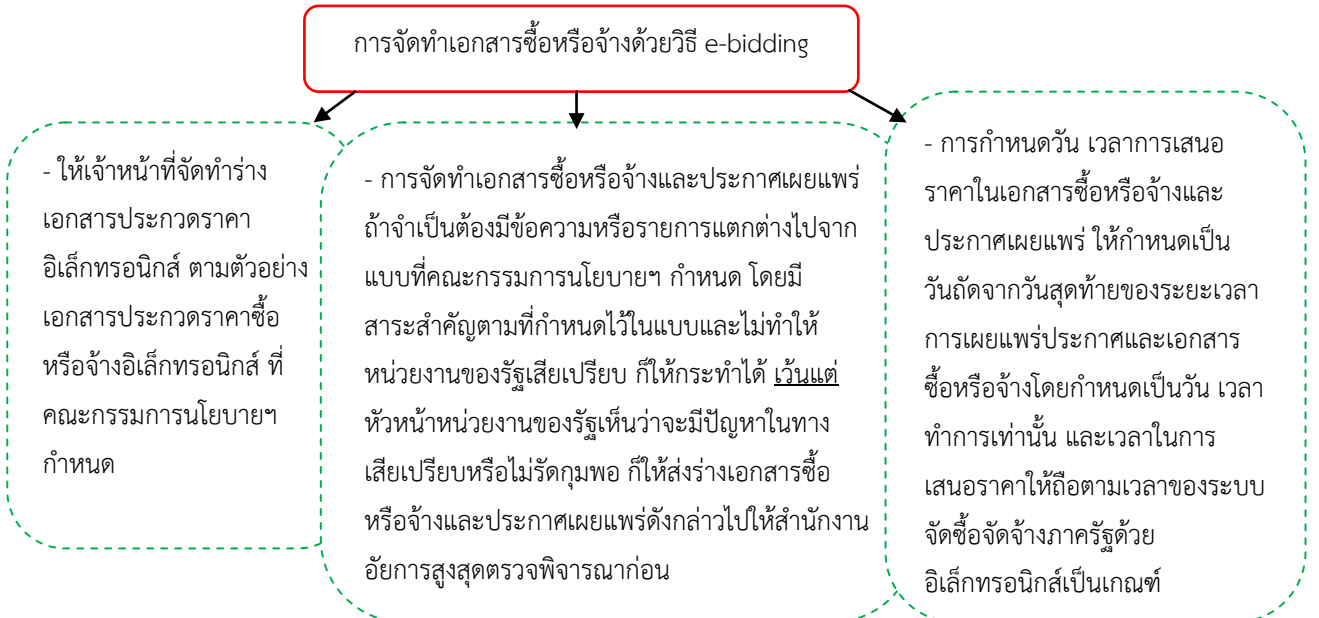 การจัดทำเอกสารซื้อหรือจ้างด้วยวิธี e-bidding
- ให้เจ้าหน้าที่จัดทำร่าง
เอกสารประกวดราคา
อิเล็กทรอนิกส์ ตามตัวอย่าง
เอกสารประกวดราคาซื้อ
หรือจ้างอิเล็กทรอนิกส์ ที่
คณะกรรมการนโยบายฯ
กำหนด
- การจัดทำเอกสารซื้อหรือจ้างและประกาศเผยแพร่
ถ้าจำเป็นต้องมีข้อความหรือรายการแตกต่างไปจาก
แบบที่คณะกรรมการนโยบายฯ กำหนด โดยมี
สาระสำคัญตามที่กำหนดไว้ในแบบและไม่ทำให้
หน่วยงานของรัฐเสียเปรียบ ก็ให้กระทำได้ เว้นแต่
หัวหน้าหน่วยงานของรัฐเห็นว่าจะมีปัญหาในทาง
เสียเปรียบหรือไม่รัดกุมพอ ก็ให้ส่งร่างเอกสารซื้อ
หรือจ้างและประกาศเผยแพร่ดังกล่าวไปให้สำนักงาน
อัยการสูงสุดตรวจพิจารณาก่อน
- การกำหนดวัน เวลาการเสนอ
ราคาในเอกสารซื้อหรือจ้างและ
ประกาศเผยแพร่ ให้กำหนดเป็น
วันถัดจากวันสุดท้ายของระยะเวลา
การเผยแพร่ประกาศและเอกสาร
ซื้อหรือจ้างโดยกำหนดเป็นวัน เวลา
ทำการเท่านั้น และเวลาในการ
เสนอราคาให้ถือตามเวลาของระบบ
จัดซื้อจัดจ้างภาครัฐด้วย
อิเล็กทรอนิกส์เป็นเกณฑ์